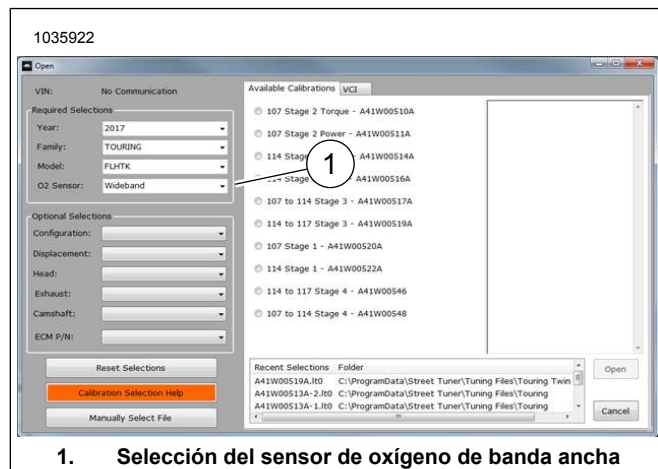 1035922
Open
VIN: No Communication
Required Selections
Year: 2017
Family: TOURING
Model: FLHTK
O2 Sensor: Wideband
Optional Selections
Configuration:
Displacement:
Head:
Exhaust:
Camshaft:
ECM P/N:
Reset Selections
Calibration Selection Help
Manually Select File
Available Calibrations VCI
107 Stage 2 Torque - A41W00510A
107 Stage 2 Power - A41W00511A
114 Stage - A41W00514A
114 Stage - A41W00516A
107 to 114 Stage 3 - A41W00517A
114 to 117 Stage 3 - A41W00519A
107 Stage 1 - A41W00520A
114 Stage 1 - A41W00522A
114 to 117 Stage 4 - A41W00546
107 to 114 Stage 4 - A41W00548
1
Recent Selections Folder
A41W00519A.lt0 C:\ProgramData\Street Tuner\Tuning Files\Touring Twin
A41W00513A-2.lt0 C:\ProgramData\Street Tuner\Tuning Files\Touring
A41W00513A-1.lt0 C:\ProgramData\Street Tuner\Tuning Files\Touring
Open
Cancel
1. Selección del sensor de oxígeno de banda ancha